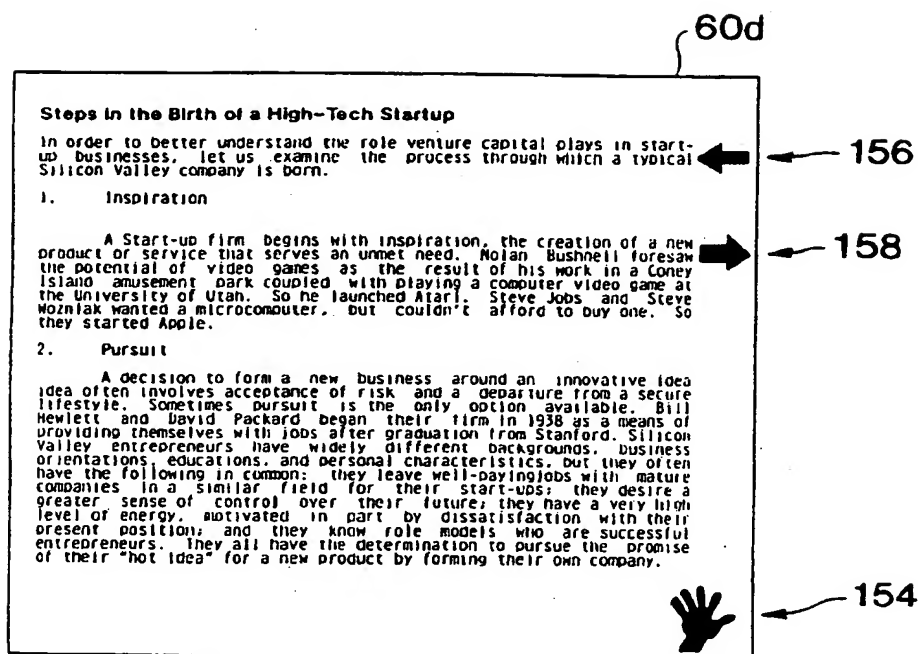 60d
Steps in the Birth of a High-Tech Startup
In order to better understand the role venture capital plays in start-
up businesses, let us examine the process through which a typical
Silicon Valley company is born.
156
1. Inspiration
A Start-up firm begins with inspiration, the creation of a new
product or service that serves an unmet need. Nolan Bushnell foresaw
the potential of video games as the result of his work in a Coney
Island amusement park coupled with playing a computer video game at
the University of Utah. So he launched Atari. Steve Jobs and Steve
Wozniak wanted a microcomputer, but couldn't afford to buy one. So
they started Apple.
158
2. Pursuit
A decision to form a new business around an innovative idea
idea often involves acceptance of risk and a departure from a secure
lifestyle. Sometimes pursuit is the only option available. Bill
Hewlett and David Packard began their firm in 1938 as a means of
providing themselves with jobs after graduation from Stanford. Silicon
Valley entrepreneurs have widely different backgrounds, business
orientations, educations, and personal characteristics, but they often
have the following in common: they leave well-payingjobs with mature
companies in a similar field for their start-ups; they desire a
greater sense of control over their future; they have a very high
level of energy, motivated in part by dissatisfaction with their
present position; and they know role models who are successful
entrepreneurs. They all have the determination to pursue the promise
of their "hot idea" for a new product by forming their own company.
154